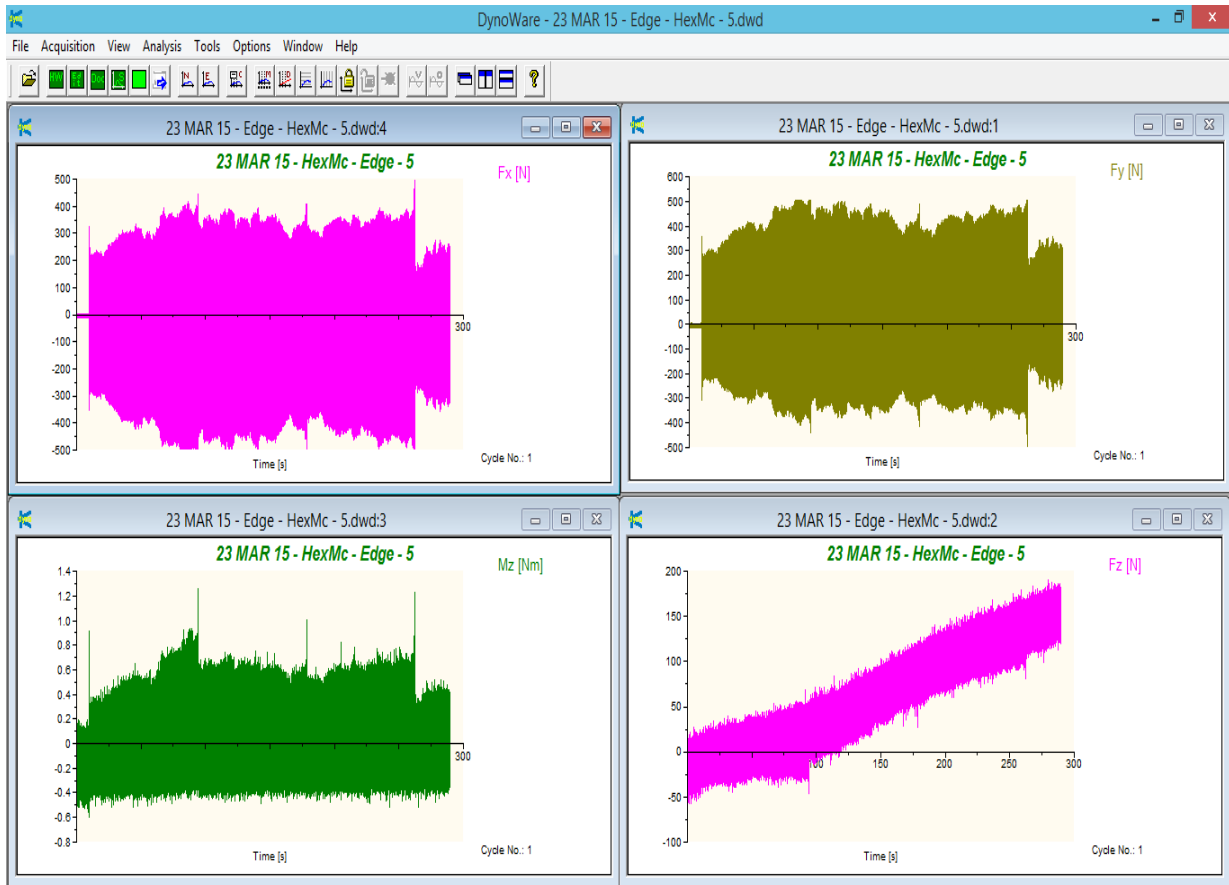 DynoWare - 23 MAR 15 - Edge - HexMc - 5.dwd
File Acquisition View Analysis Tools Options Window Help
23 MAR 15 - Edge - HexMc - 5.dwd:4
23 MAR 15 - HexMc - Edge - 5
Fx [N]
500
400
300
200
100
0
-100
-200
-300
-400
-500
300
Time [s]
Cycle No.: 1
23 MAR 15 - Edge - HexMc - 5.dwd:1
23 MAR 15 - HexMc - Edge - 5
Fy [N]
600
500
400
300
200
100
0
-100
-200
-300
-400
-500
300
Time [s]
Cycle No.: 1
23 MAR 15 - Edge - HexMc - 5.dwd:3
23 MAR 15 - HexMc - Edge - 5
Mz [Nm]
1.4
1.2
1.0
0.8
0.6
0.4
0.2
0
-0.2
-0.4
-0.6
-0.8
300
Time [s]
Cycle No.: 1
23 MAR 15 - Edge - HexMc - 5.dwd:2
23 MAR 15 - HexMc - Edge - 5
Fz [N]
200
150
100
50
0
-50
-100
150 200 250 300
Time [s]
Cycle No.: 1